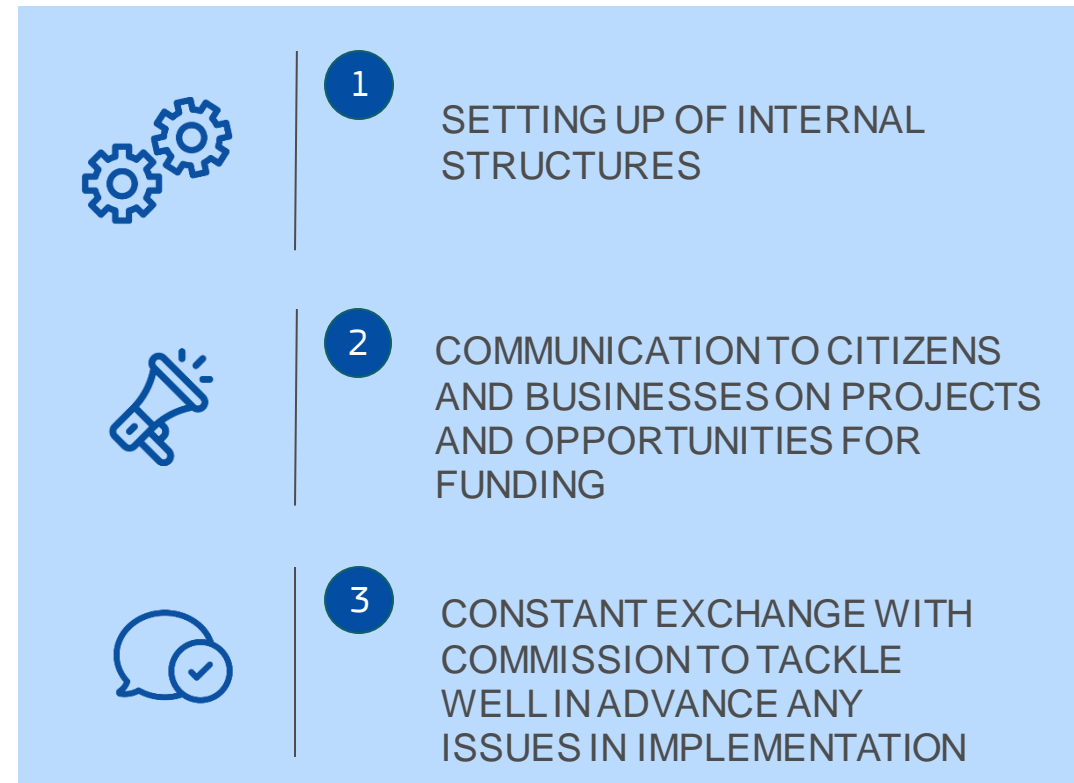 1
SETTING UP OF INTERNAL
STRUCTURES
2
COMMUNICATION TO CITIZENS
AND BUSINESSES ON PROJECTS
AND OPPORTUNITIES FOR
FUNDING
3
CONSTANT EXCHANGE WITH
COMMISSION TO TACKLE
WELL IN ADVANCE ANY
ISSUES IN IMPLEMENTATION